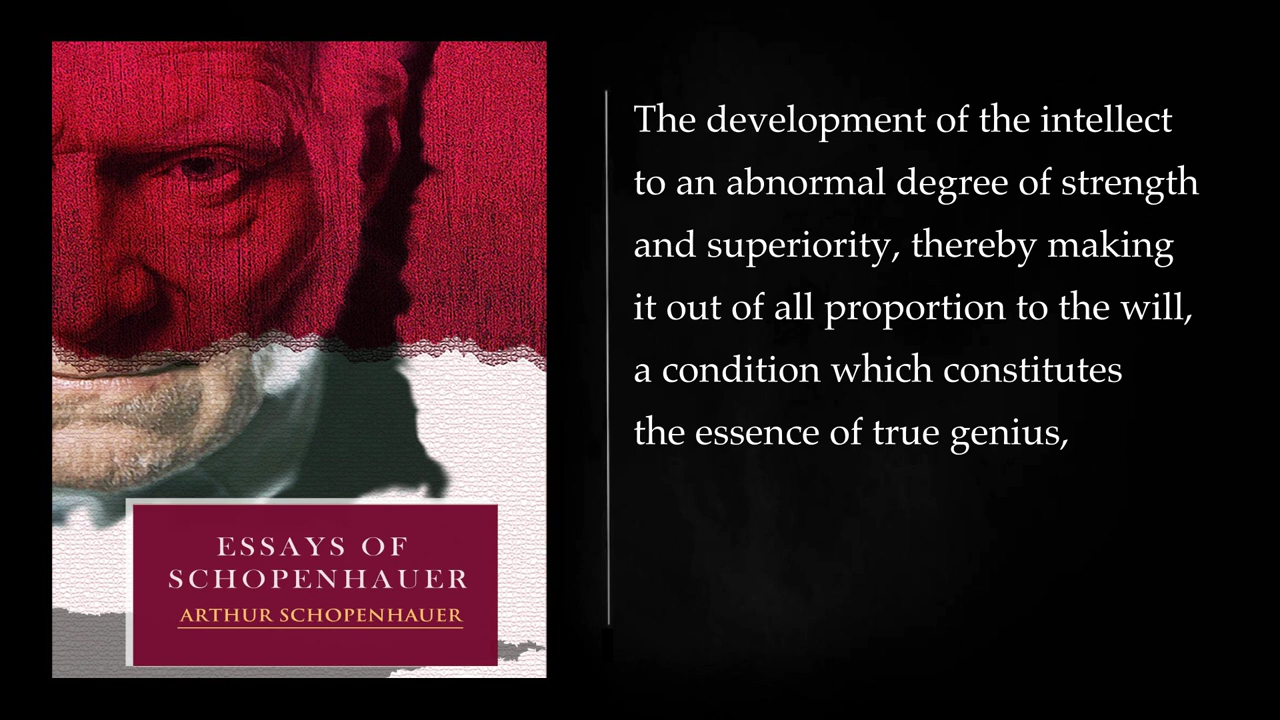 ESSAYS OF
SCHOPENHAUER
ARTHUR SCHOPENHAUER
The development of the intellect
to an abnormal degree of strength
and superiority, thereby making
it out of all proportion to the will,
a condition which constitutes
the essence of true genius,